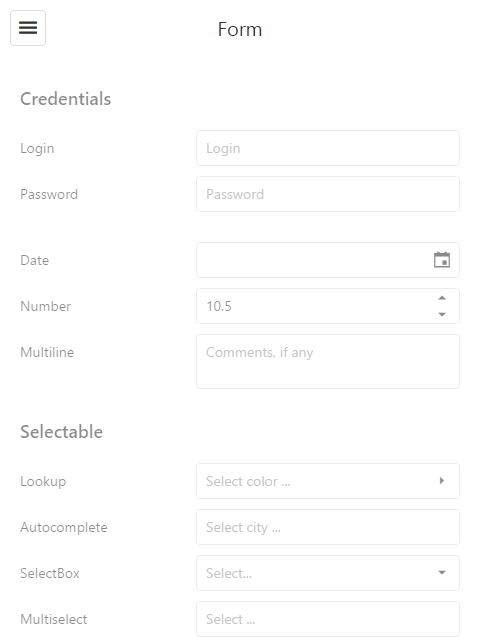 Form
Credentials
Login Login
Password Password
Date
Number 10.5
Multiline Comments, if any
Selectable
Lookup Select color ...
Autocomplete Select city ...
SelectBox Select...
Multiselect Select ...